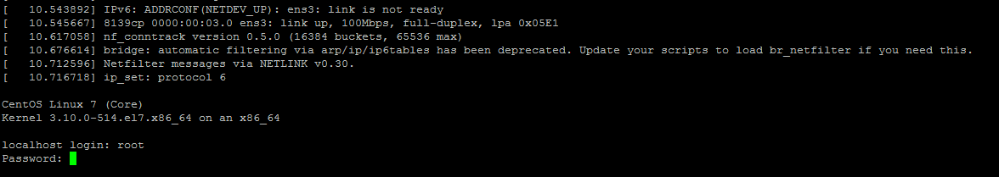 [   10.543892] IPv6: ADDRCONF(NETDEV_UP): ens3: link is not ready
[   10.545667] 8139cp 0000:00:03.0 ens3: link up, 100Mbps, full-duplex, lpa 0x05E1
[   10.617058] nf_conntrack version 0.5.0 (16384 buckets, 65536 max)
[   10.676614] bridge: automatic filtering via arp/ip/ip6tables has been deprecated. Update your scripts to load br_netfilter if you need this.
[   10.712596] Netfilter messages via NETLINK v0.30.
[   10.716718] ip_set: protocol 6
CentOS Linux 7 (Core)
Kernel 3.10.0-514.el7.x86_64 on an x86_64
localhost login: root
Password: